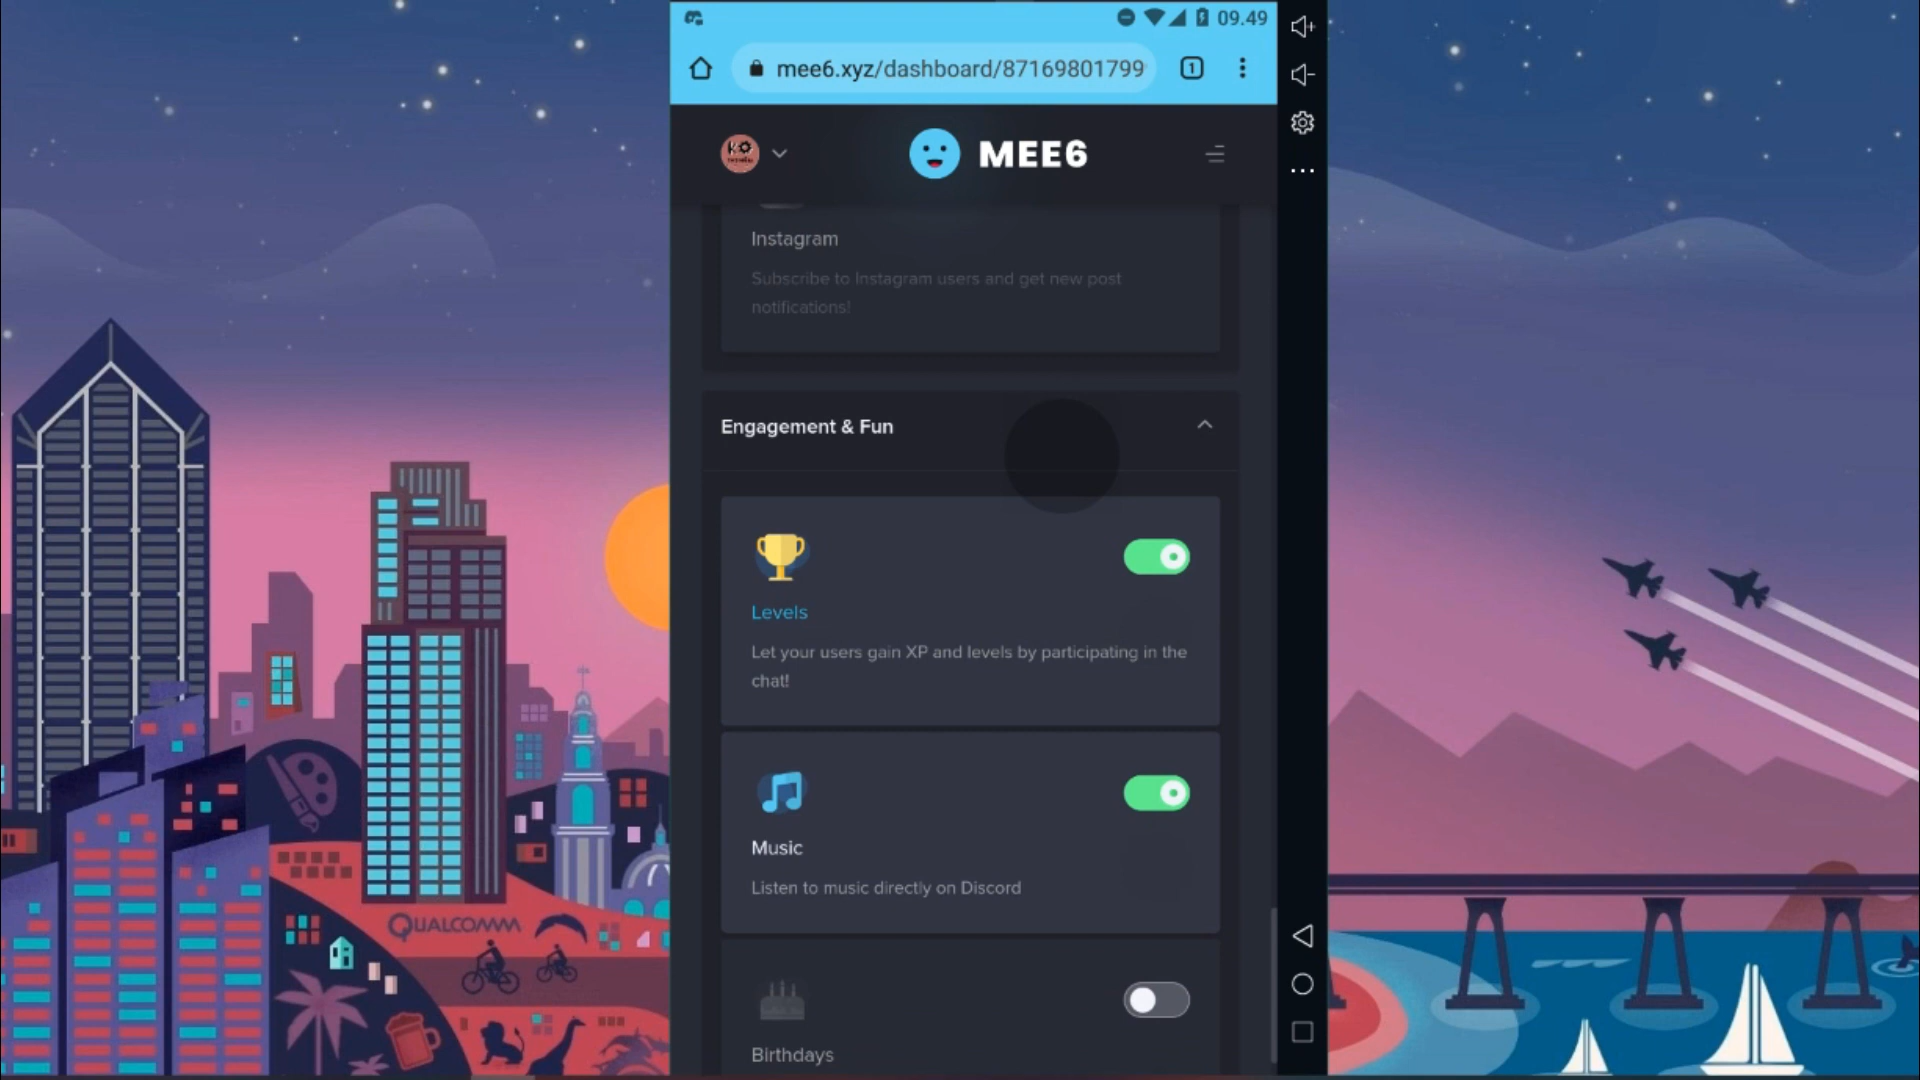 09.49
mee6.xyz/dashboard/87169801799
1
MEE6
Instagram
Subscribe to Instagram users and get new post
notifications!
Engagement & Fun
Levels
Let your users gain XP and levels by participating in the
chat!
Music
Listen to music directly on Discord
Birthdays
QUALCOMM